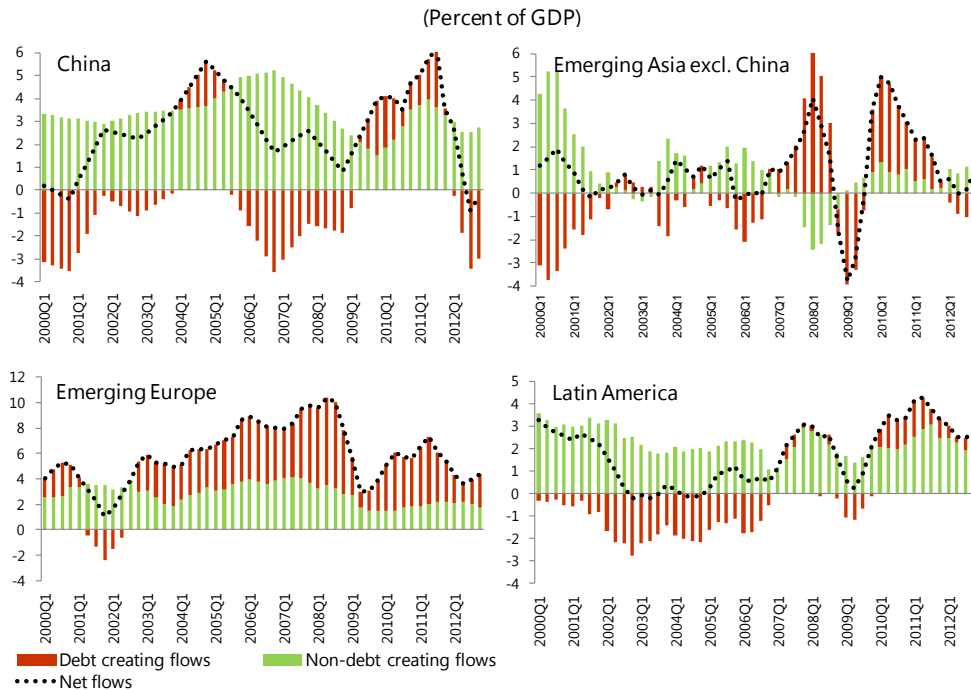 (Percent of GDP)
China
6
5
4
3
2
1
0
-1
-2
-3
-4
2000Q1
2001Q1
2002Q1
2003Q1
2004Q1
2005Q1
2006Q1
2007Q1
2008Q1
2009Q1
2010Q1
2011Q1
2012Q1
Emerging Asia excl. China
6
5
4
3
2
1
0
-1
-2
-3
-4
2000Q1
2001Q1
2002Q1
2003Q1
2004Q1
2005Q1
2006Q1
2007Q1
2008Q1
2009Q1
2010Q1
2011Q1
2012Q1
Emerging Europe
12
10
8
6
4
2
0
-2
-4
2000Q1
2001Q1
2002Q1
2003Q1
2004Q1
2005Q1
2006Q1
2007Q1
2008Q1
2009Q1
2010Q1
2011Q1
2012Q1
Latin America
5
4
3
2
1
0
-1
-2
-3
-4
2000Q1
2001Q1
2002Q1
2003Q1
2004Q1
2005Q1
2006Q1
2007Q1
2008Q1
2009Q1
2010Q1
2011Q1
2012Q1
Debt creating flows
Non-debt creating flows
Net flows